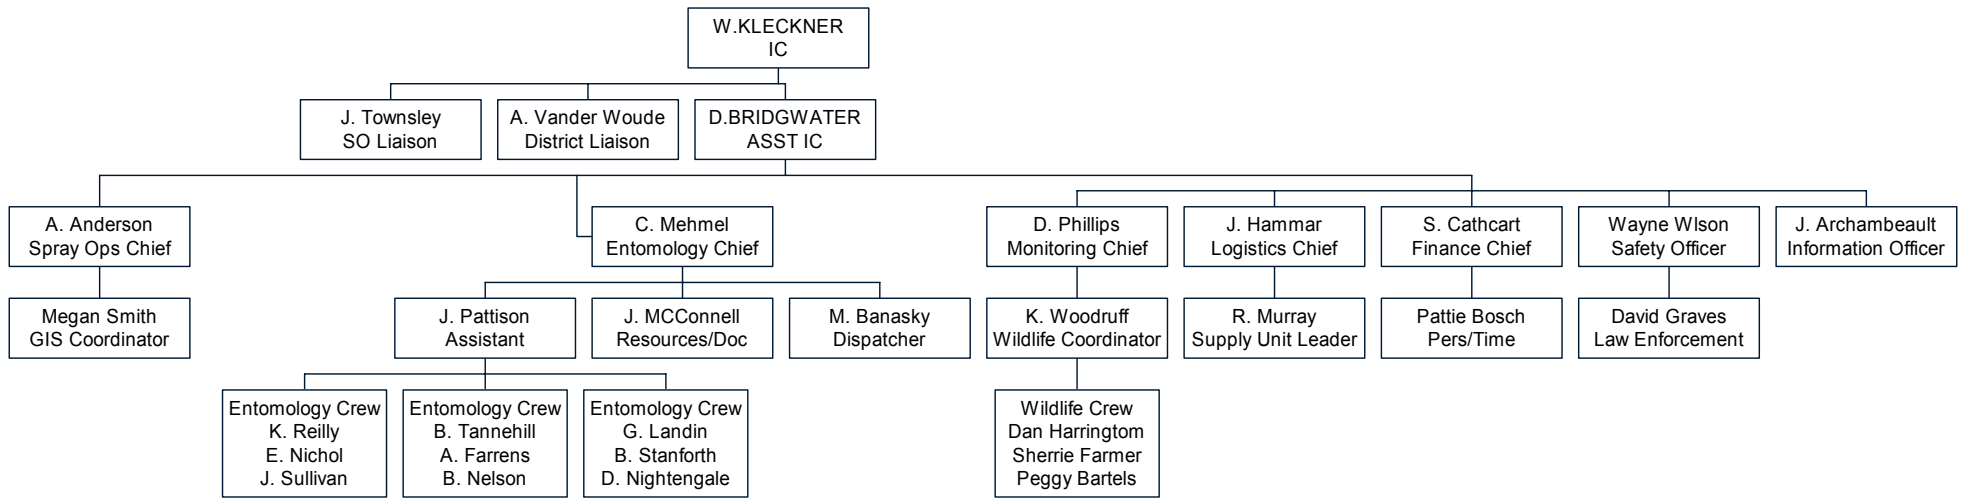 W.KLECKNER
IC
J. Townsley
SO Liaison
A. Vander Woude
District Liaison
D.BRIDGWATER
ASST IC
A. Anderson
Spray Ops Chief
C. Mehmel
Entomology Chief
D. Phillips
Monitoring Chief
J. Hammar
Logistics Chief
S. Cathcart
Finance Chief
Wayne Wlson
Safety Officer
J. Archambeault
Information Officer
Megan Smith
GIS Coordinator
J. Pattison
Assistant
J. MCConnell
Resources/Doc
M. Banasky
Dispatcher
K. Woodruff
Wildlife Coordinator
R. Murray
Supply Unit Leader
Pattie Bosch
Pers/Time
David Graves
Law Enforcement
Entomology Crew
K. Reilly
E. Nichol
J. Sullivan
Entomology Crew
B. Tannehill
A. Farrens
B. Nelson
Entomology Crew
G. Landin
B. Stanforth
D. Nightengale
Wildlife Crew
Dan Harringtom
Sherrie Farmer
Peggy Bartels